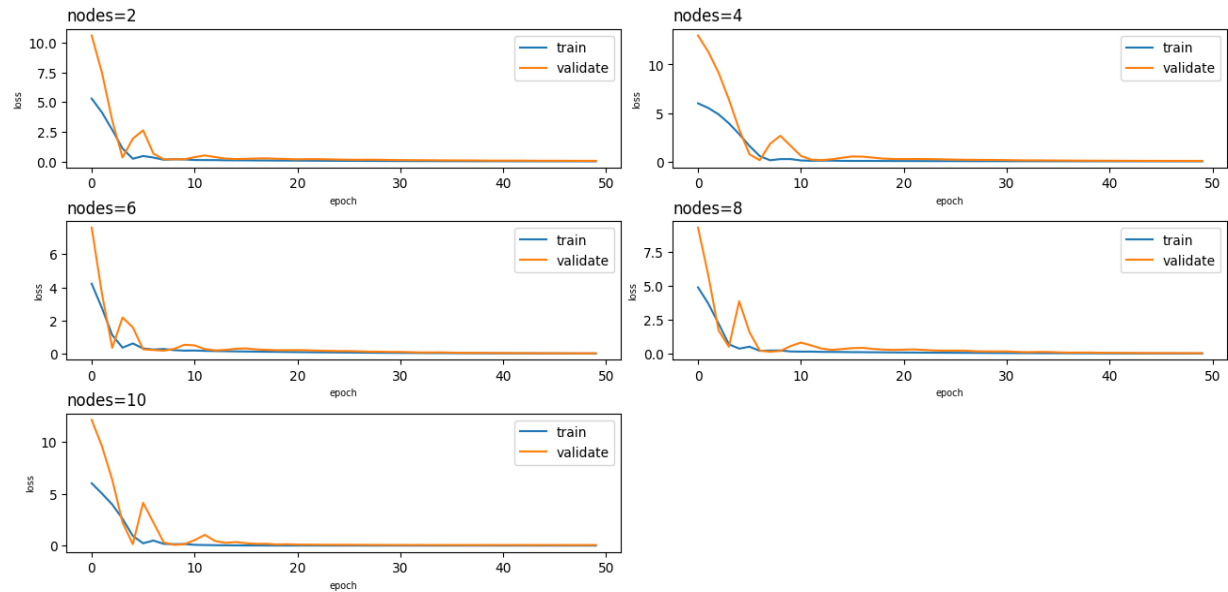 nodes=2
10.0
7.5
5.0
2.5
0.0
loss
train
validate
0 10 20 30 40 50
epoch
nodes=4
10
5
0
loss
train
validate
0 10 20 30 40 50
epoch
nodes=6
6
4
2
0
loss
train
validate
0 10 20 30 40 50
epoch
nodes=8
7.5
5.0
2.5
0.0
loss
train
validate
0 10 20 30 40 50
epoch
nodes=10
10
5
0
loss
train
validate
0 10 20 30 40 50
epoch